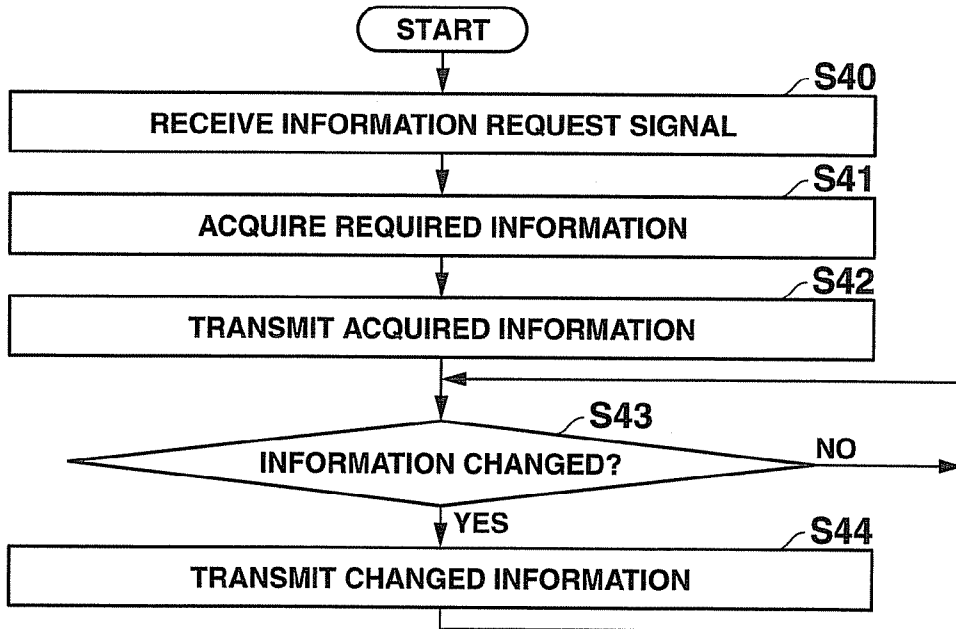 START
S40
RECEIVE INFORMATION REQUEST SIGNAL
S41
ACQUIRE REQUIRED INFORMATION
S42
TRANSMIT ACQUIRED INFORMATION
S43
INFORMATION CHANGED?
NO
YES
S44
TRANSMIT CHANGED INFORMATION